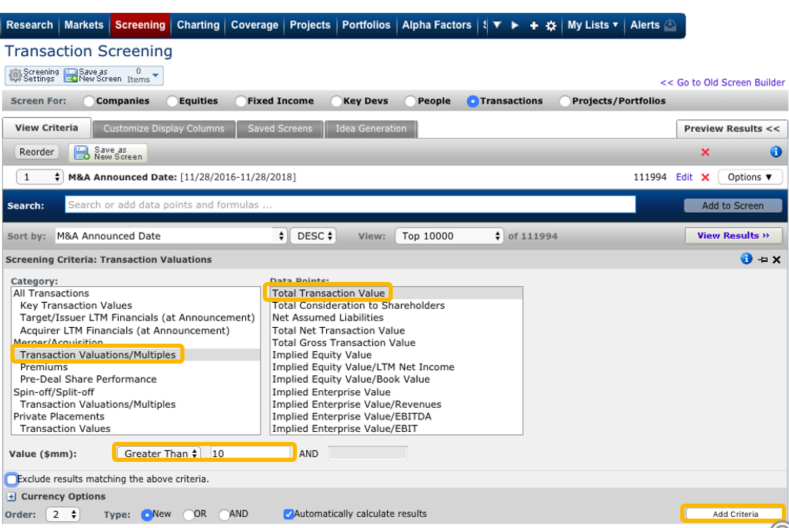 Research Markets Screening Charting Coverage Projects Portfolios Alpha Factors My Lists Alerts
Transaction Screening
Screening Settings Save as New Screen 0 Items
<< Go to Old Screen Builder
Screen For: Companies Equities Fixed Income Key Devs People Transactions Projects/Portfolios
View Criteria Customize Display Columns Saved Screens Idea Generation Preview Results <<
Reorder Save as New Screen
1 M&A Announced Date: [11/28/2016-11/28/2018] 111994 Edit Options
Search: Search or add data points and formulas ... Add to Screen
Sort by: M&A Announced Date DESC View: Top 10000 of 111994 View Results >>
Screening Criteria: Transaction Valuations
Category:
All Transactions
Key Transaction Values
Target/Issuer LTM Financials (at Announcement)
Acquirer LTM Financials (at Announcement)
Merger/Acquisition
Transaction Valuations/Multiples
Premiums
Pre-Deal Share Performance
Spin-off/Split-off
Transaction Valuations/Multiples
Private Placements
Transaction Values
Data Points:
Total Transaction Value
Total Consideration to Shareholders
Net Assumed Liabilities
Total Net Transaction Value
Total Gross Transaction Value
Implied Equity Value
Implied Equity Value/LTM Net Income
Implied Equity Value/Book Value
Implied Enterprise Value
Implied Enterprise Value/Revenues
Implied Enterprise Value/EBITDA
Implied Enterprise Value/EBIT
Value ($mm): Greater Than 10 AND
Exclude results matching the above criteria.
Currency Options
Order: 2 Type: New OR AND Automatically calculate results Add Criteria